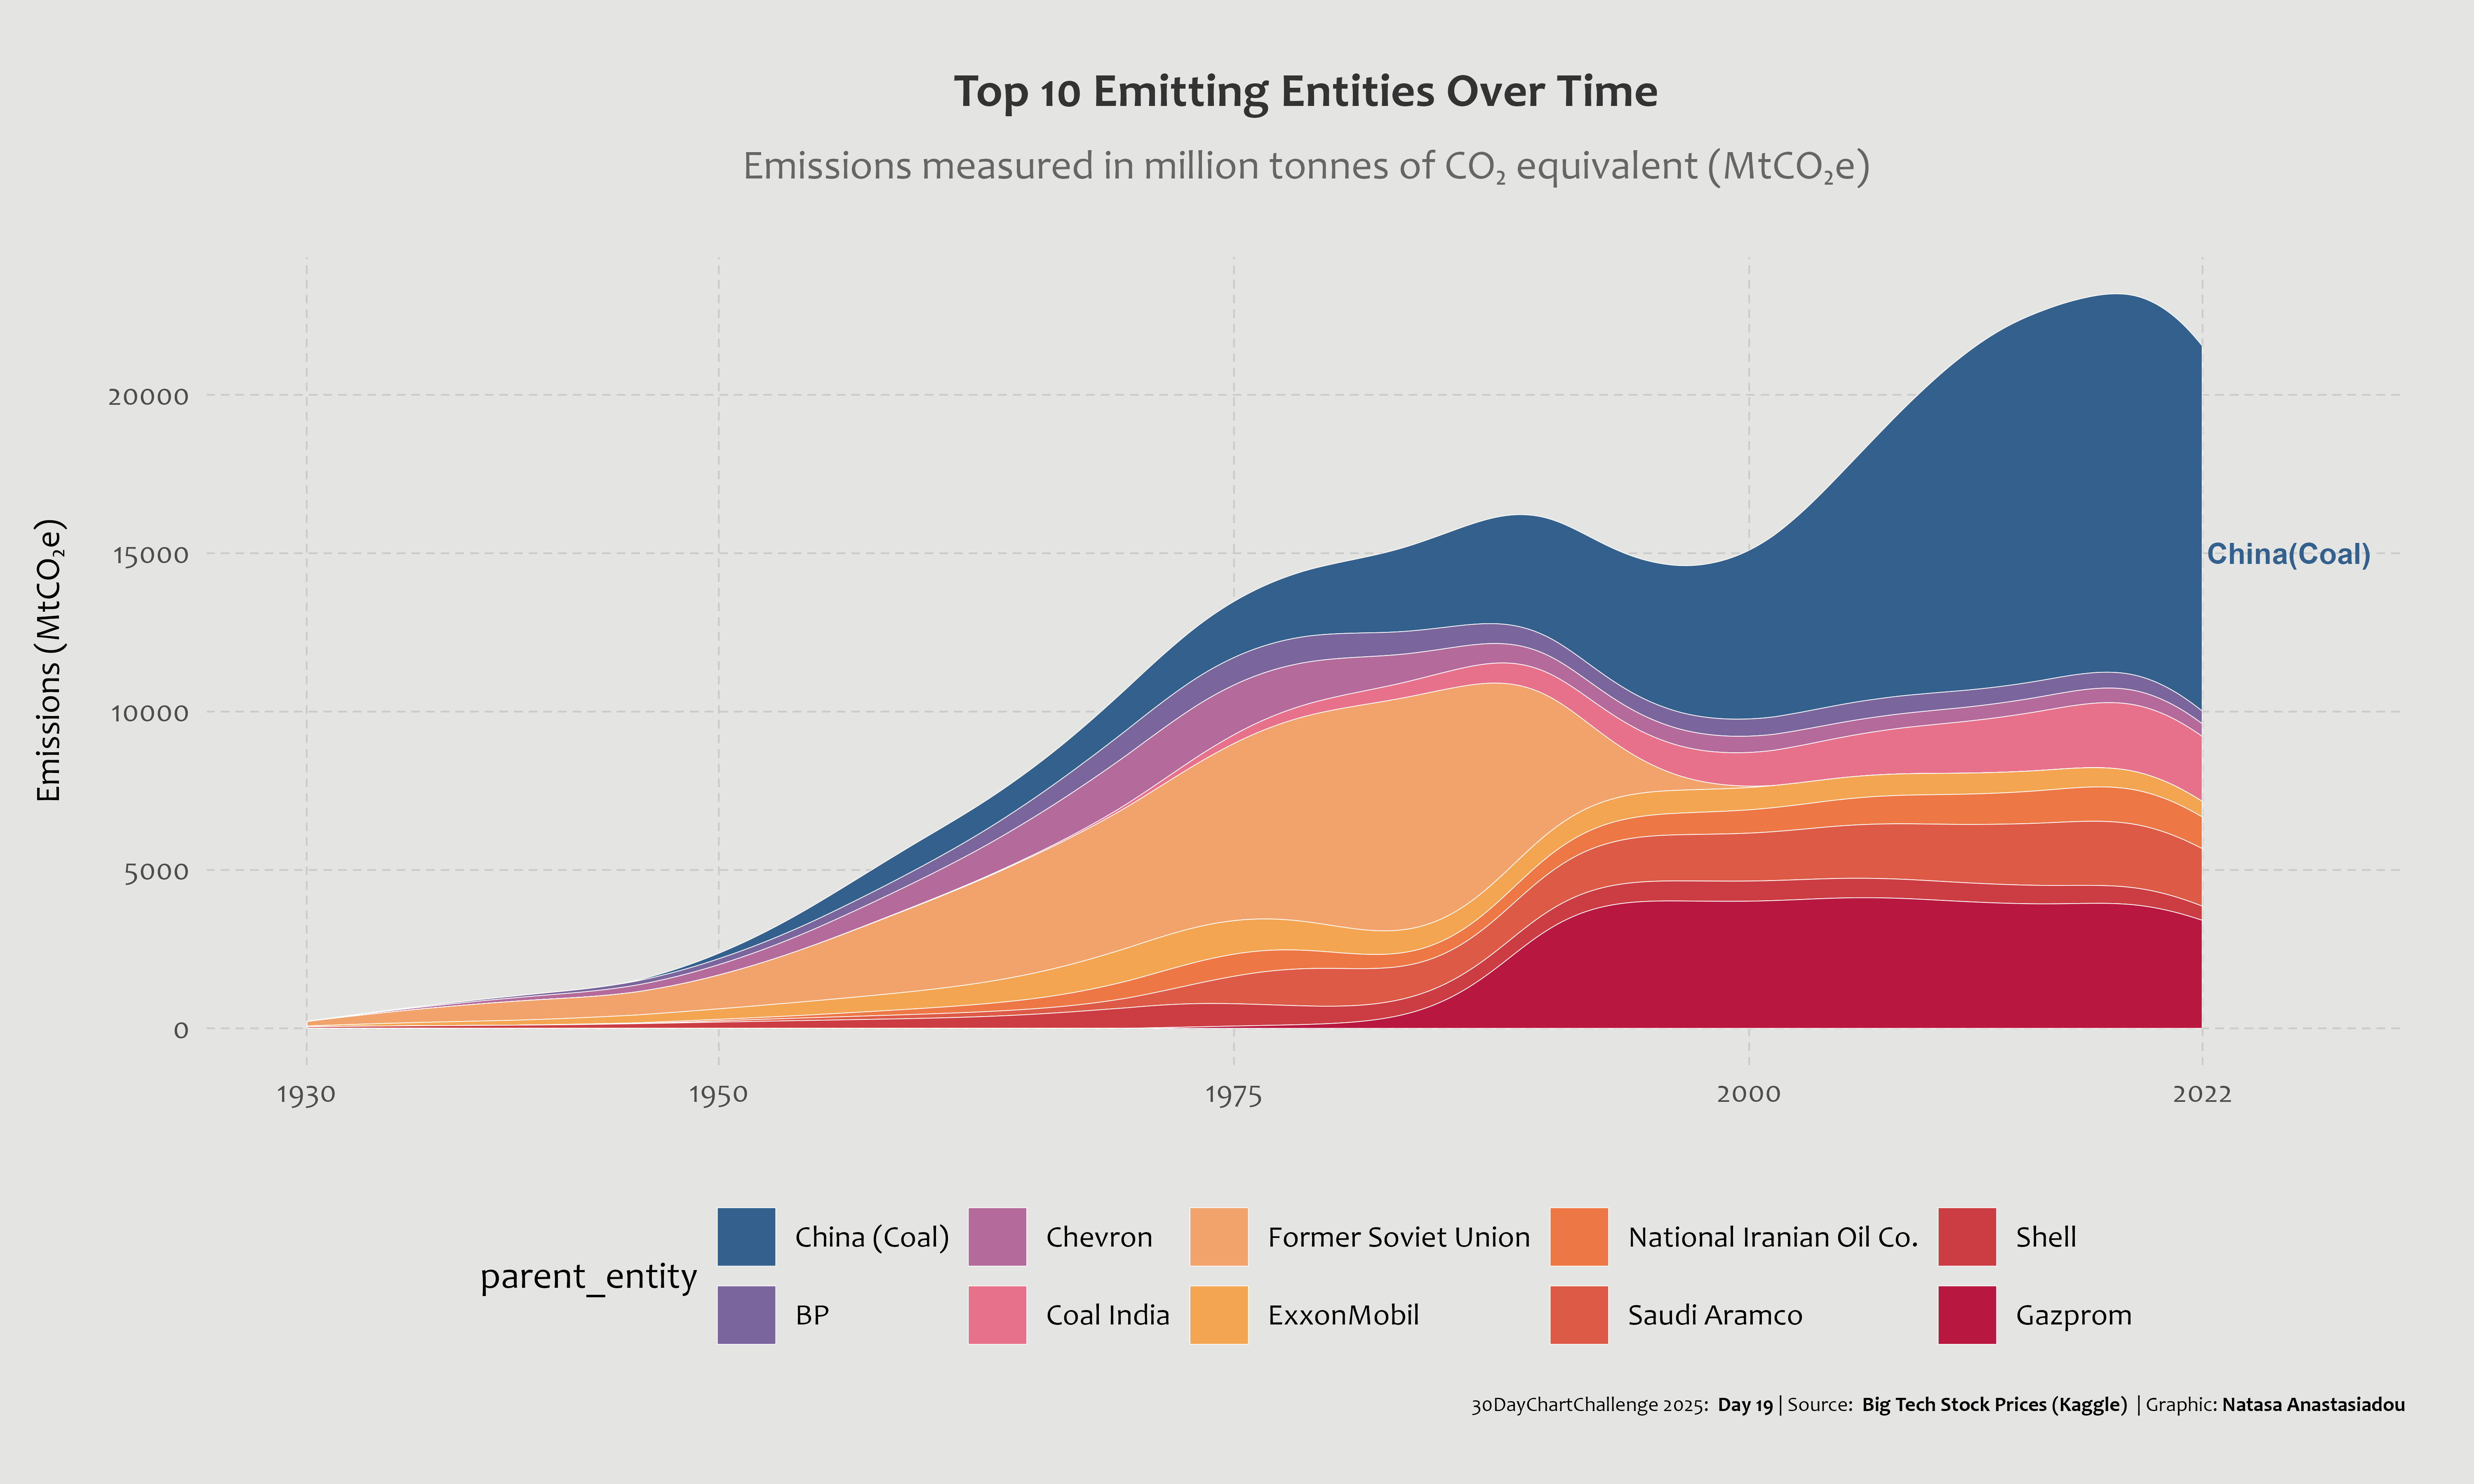 Top 10 Emitting Entities Over Time
Emissions measured in million tonnes of CO₂ equivalent (MtCO₂e)
Emissions (MtCO₂e)
20000
15000
10000
5000
0
China(Coal)
1930 1950 1975 2000 2022
parent_entity
China (Coal) Chevron Former Soviet Union National Iranian Oil Co. Shell
BP Coal India ExxonMobil Saudi Aramco Gazprom
30DayChartChallenge 2025: Day 19 | Source: Big Tech Stock Prices (Kaggle) | Graphic: Natasa Anastasiadou